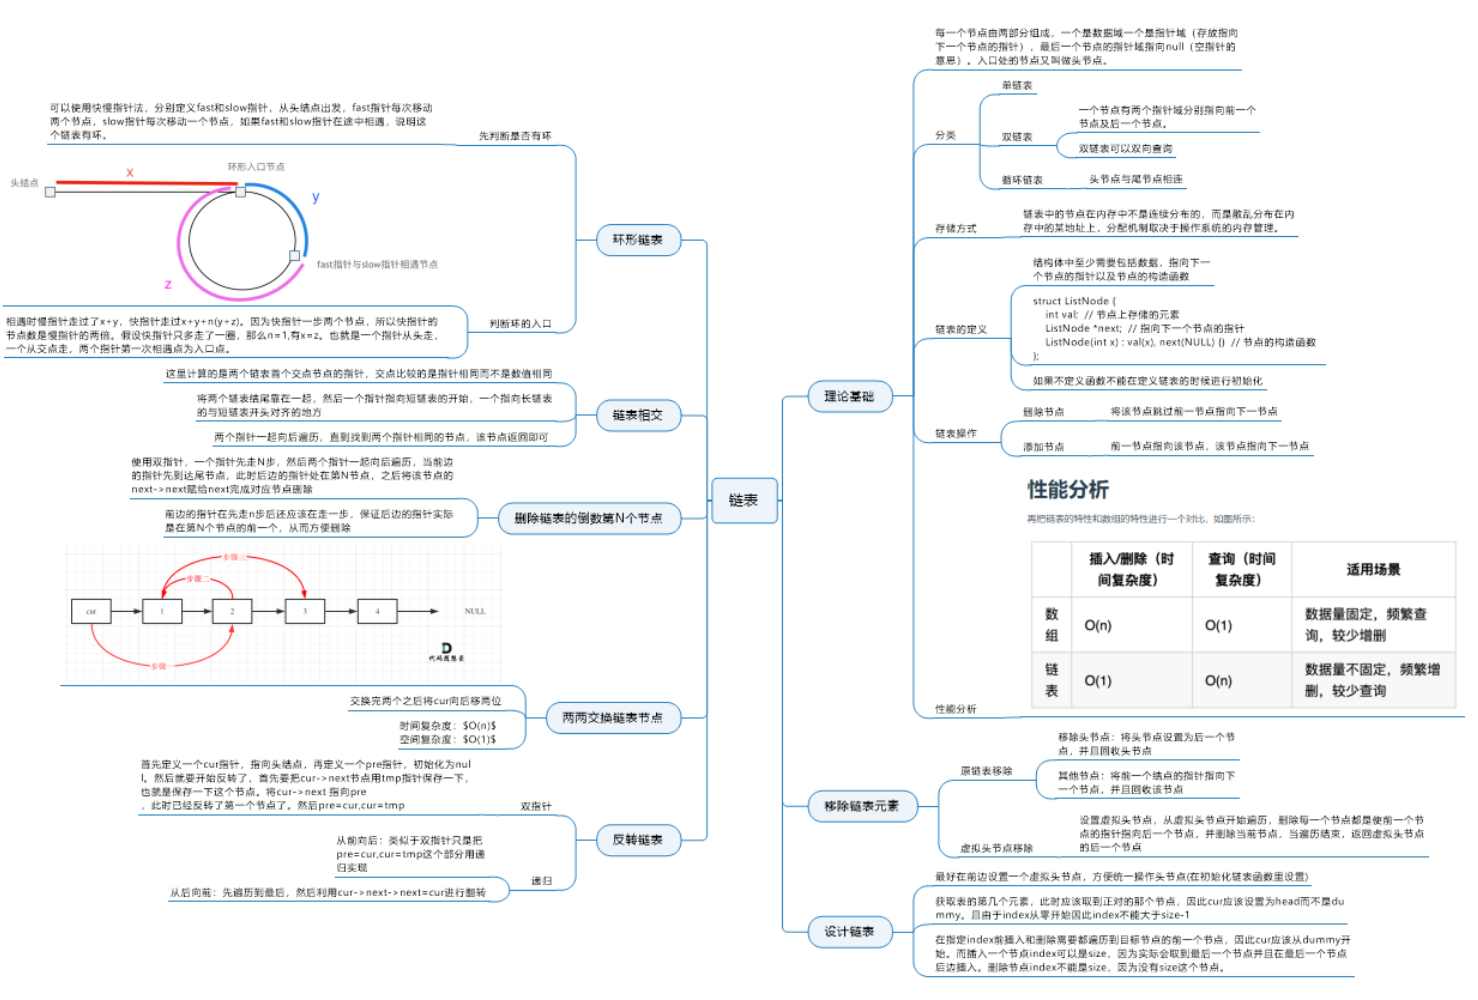 链表
理论基础
每一个节点由两部分组成，一个是数据域一个是指针域（存放指向
下一个节点的指针），最后一个节点的指针域指向null（空指针的
意思）。入口处的节点又叫做头节点。
分类
单链表
双链表
一个节点有两个指针域分别指向前一个
节点及后一个节点。
双链表可以双向查询
循环链表
头节点与尾节点相连
存储方式
链表中的节点在内存中不是连续分布的，而是散乱分布在内
存中的某地址上，分配机制取决于操作系统的内存管理。
链表的定义
结构体中至少需要包括数据，指向下一
个节点的指针以及节点的构造函数
struct ListNode {
int val;  // 节点上存储的元素
ListNode *next;  // 指向下一个节点的指针
ListNode(int x) : val(x), next(NULL) {}  // 节点的构造函数
};
如果不定义函数不能在定义链表的时候进行初始化
链表操作
删除节点
将该节点跳过前一节点指向下一节点
添加节点
前一节点指向该节点，该节点指向下一节点
性能分析
性能分析
再把链表的特性和数组的特性进行一个对比，如图所示：
插入/删除（时
间复杂度）
查询（时间
复杂度）
适用场景
数
组
O(n)
O(1)
数据量固定，频繁查
询，较少增删
链
表
O(1)
O(n)
数据量不固定，频繁增
删，较少查询
移除链表元素
原链表移除
移除头节点：将头节点设置为后一个节
点，并且回收头节点
其他节点：将前一个结点的指针指向下
一个节点，并且回收该节点
虚拟头节点移除
设置虚拟头节点，从虚拟头节点开始遍历，删除每一个节点都是使前一个节
点的指针指向后一个节点，并删除当前节点，当遍历结束，返回虚拟头节点
的后一个节点
设计链表
最好在前边设置一个虚拟头节点，方便统一操作头节点(在初始化链表函数里设置)
获取表的第几个元素，此时应该取到正对的那个节点，因此cur应该设置为head而不是du
mmy。且由于index从零开始因此index不能大于size-1
在指定index前插入和删除需要都遍历到目标节点的前一个节点，因此cur应该从dummy开
始。而插入一个节点index可以是size，因为实际会取到最后一个节点并且在最后一个节点
后边插入。删除节点index不能是size，因为没有size这个节点。
环形链表
先判断是否有环
可以使用快慢指针法，分别定义fast和slow指针，从头结点出发，fast指针每次移动
两个节点，slow指针每次移动一个节点，如果fast和slow指针在途中相遇，说明这
个链表有环。
判断环的入口
头结点
x
环形入口节点
y
fast指针与slow指针相遇节点
z
相遇时慢指针走过了x+y，快指针走过x+y+n(y+z)。因为快指针一步两个节点，所以快指针的
节点数是慢指针的两倍。假设快指针只多走了一圈，那么n=1,有x=z。也就是一个指针从头走，
一个从交点走，两个指针第一次相遇点为入口点。
链表相交
这里计算的是两个链表首个交点节点的指针，交点比较的是指针相同而不是数值相同
将两个链表结尾靠在一起，然后一个指针指向短链表的开始，一个指向长链表
的与短链表开头对齐的地方
两个指针一起向后遍历，直到找到两个指针相同的节点，该节点返回即可
删除链表的倒数第N个节点
使用双指针，一个指针先走N步，然后两个指针一起向后遍历，当前边
的指针先到达尾节点，此时后边的指针处在第N节点，之后将该节点的
next->next赋给next完成对应节点删除
前边的指针在先走n步后还应该在走一步，保证后边的指针实际
是在第N个节点的前一个，从而方便删除
两两交换链表节点
步骤三
步骤二
cur
1
2
3
4
NULL
步骤一
代码随想录
交换完两个之后将cur向后移两位
时间复杂度：$O(n)$
空间复杂度：$O(1)$
反转链表
双指针
首先定义一个cur指针，指向头结点，再定义一个pre指针，初始化为nul
l。然后就要开始反转了，首先要把cur->next节点用tmp指针保存一下，
也就是保存一下这个节点。将cur->next 指向pre
，此时已经反转了第一个节点了。然后pre=cur,cur=tmp
递归
从前向后：类似于双指针只是把
pre=cur,cur=tmp这个部分用递
归实现
从后向前：先遍历到最后，然后利用cur->next->next=cur进行翻转